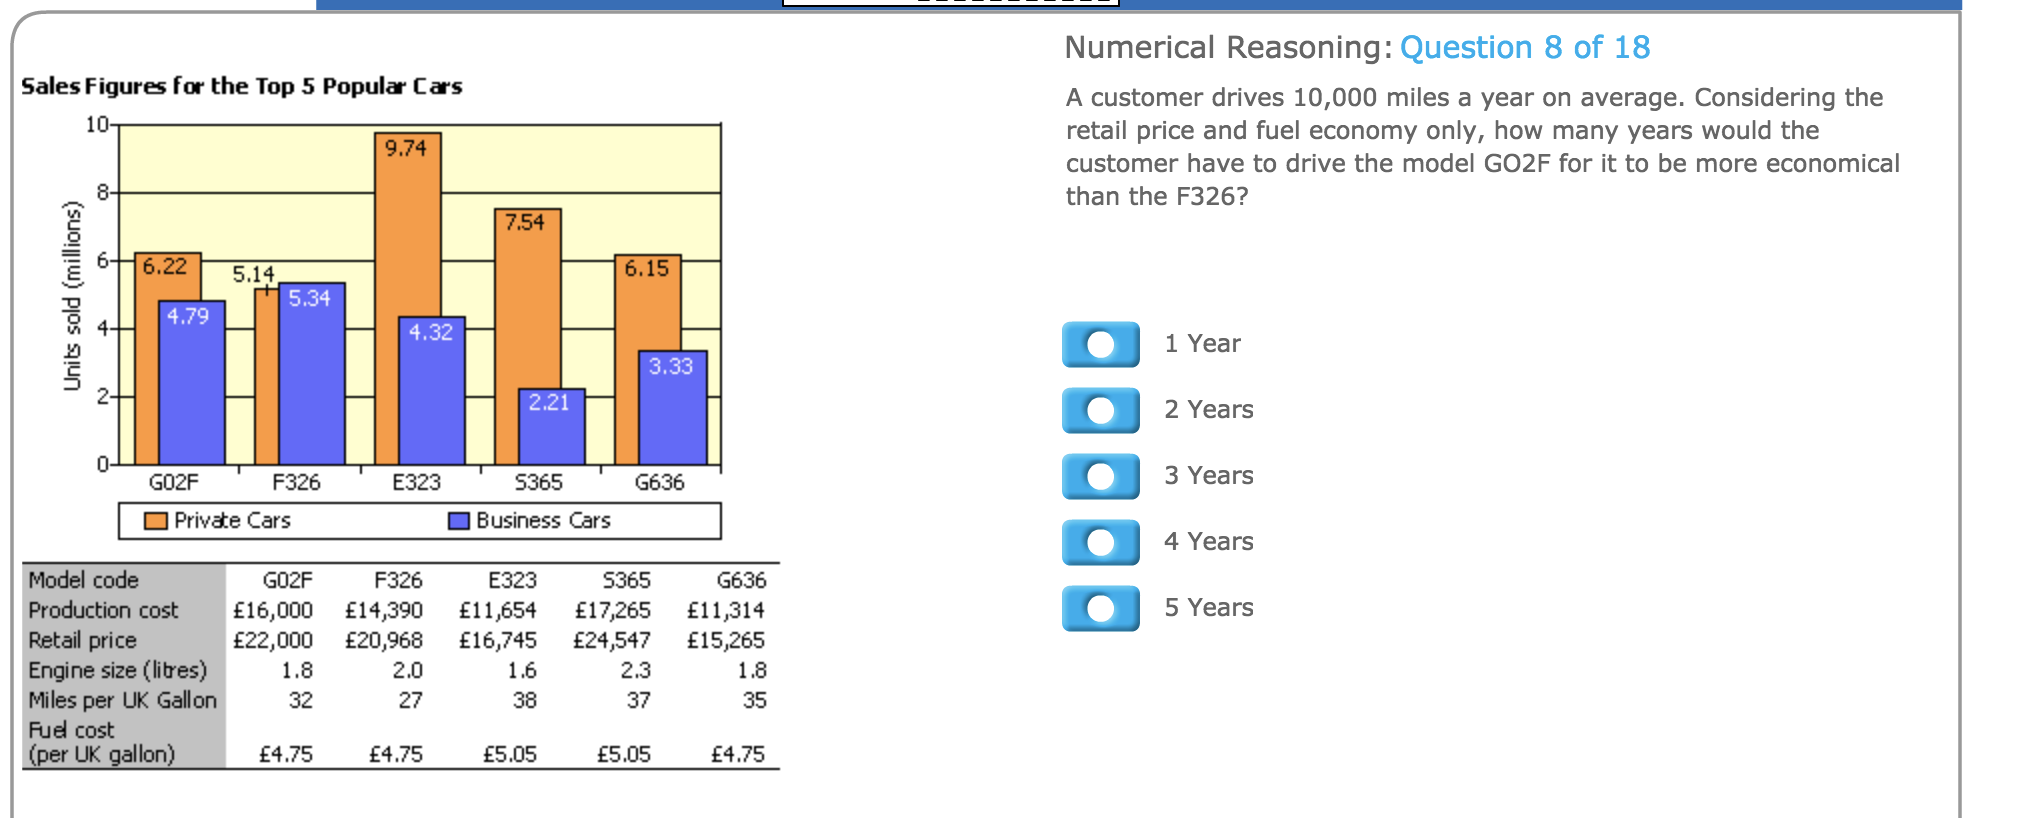 Numerical Reasoning: Question 8 of 18
A customer drives 10,000 miles a year on average. Considering the
retail price and fuel economy only, how many years would the
customer have to drive the model GO2F for it to be more economical
than the F326?
1 Year
2 Years
3 Years
4 Years
5 Years
Sales Figures for the Top 5 Popular Cars
Units sold (millions)
10
8
6
4
2
0
6.22
4.79
5.14
5.34
9.74
4.32
7.54
2.21
6.15
3.33
G02F F326 E323 S365 G636
Private Cars Business Cars
Model code G02F F326 E323 S365 G636
Production cost £16,000 £14,390 £11,654 £17,265 £11,314
Retail price £22,000 £20,968 £16,745 £24,547 £15,265
Engine size (litres) 1.8 2.0 1.6 2.3 1.8
Miles per UK Gallon 32 27 38 37 35
Fuel cost
(per UK gallon) £4.75 £4.75 £5.05 £5.05 £4.75